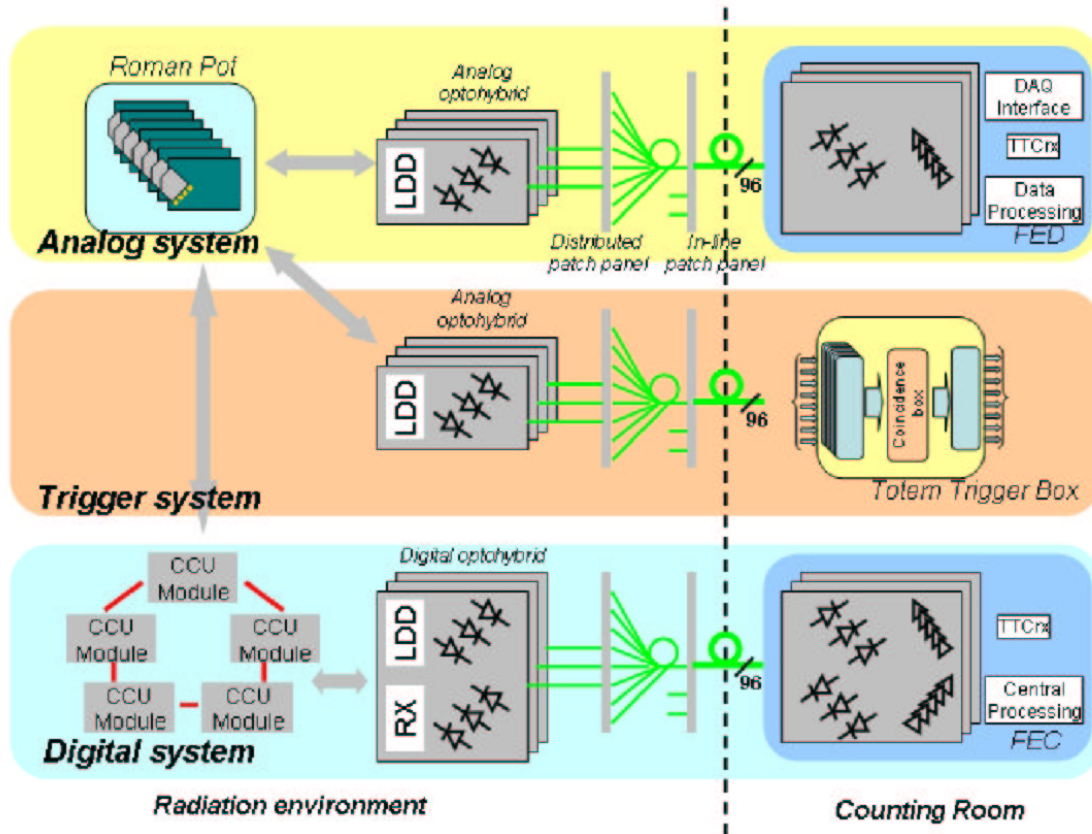 Roman Pot
Analog
optohybrid
LDD
96
DAQ
Interface
TTCrx
Data
Processing
FED
Analog system
Distributed
patch panel
In-line
patch panel
Analog
optohybrid
LDD
96
Coincidence
box
Totem Trigger Box
Trigger system
CCU
Module
CCU
Module
CCU
Module
CCU
Module
CCU
Module
Digital optohybrid
LDD
RX
96
TTCrx
Central
Processing
FEC
Digital system
Radiation environment
Counting Room